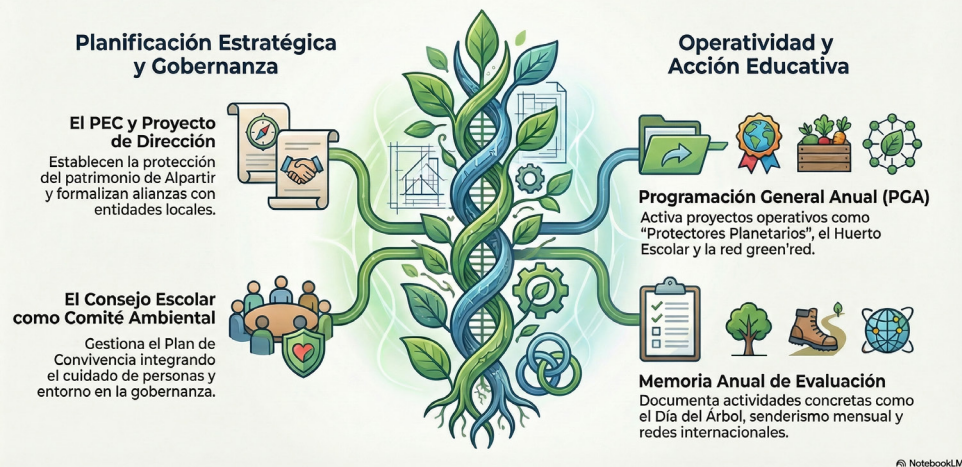 Planificación Estratégica
y Gobernanza
El PEC y Proyecto
de Dirección
Establecen la protección
del patrimonio de Alpartir
y formalizan alianzas con
entidades locales.
El Consejo Escolar
como Comité Ambiental
Gestiona el Plan de
Convivencia integrando
el cuidado de personas y
entorno en la gobernanza.
Operatividad y
Acción Educativa
Programación General Anual (PGA)
Activa proyectos operativos como
“Protectores Planetarios”, el Huerto
Escolar y la red green'red.
Memoria Anual de Evaluación
Documenta actividades concretas como
el Día del Árbol, senderismo mensual y
redes internacionales.
NotebookLM